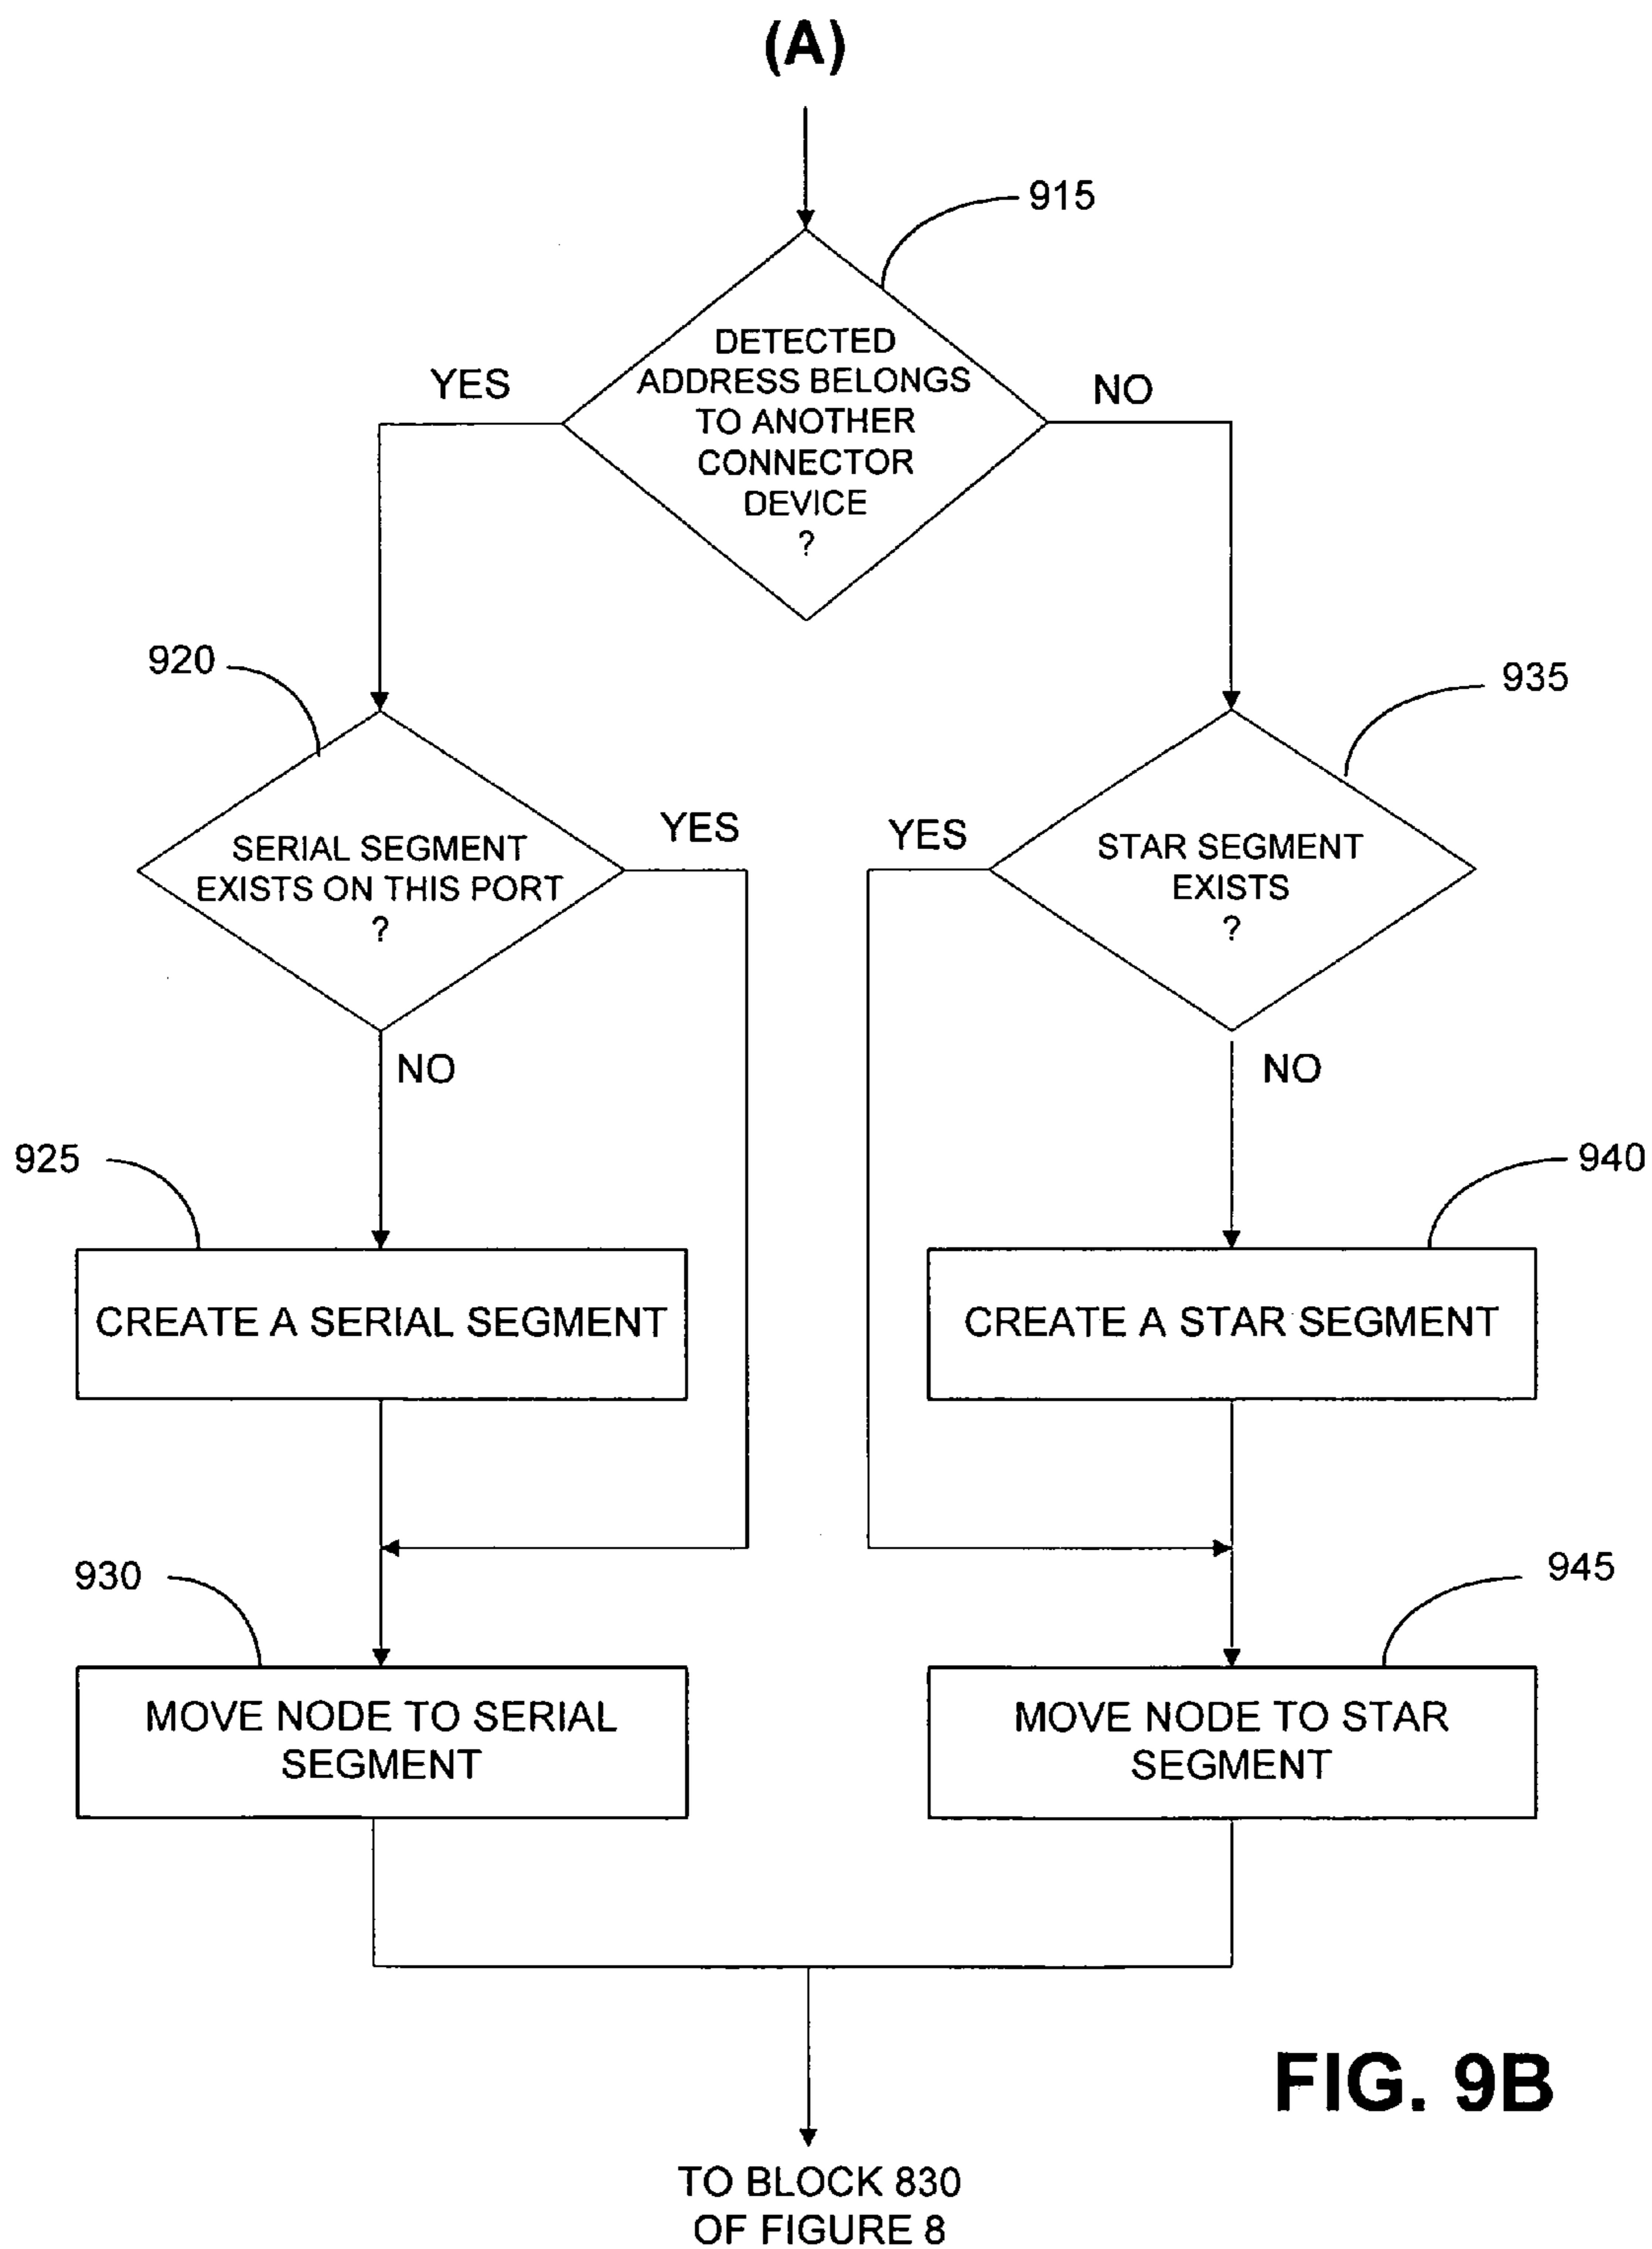 (A)
915
DETECTED
ADDRESS BELONGS
TO ANOTHER
CONNECTOR
DEVICE
?
YES
NO
920
935
SERIAL SEGMENT
EXISTS ON THIS PORT
?
YES
YES
STAR SEGMENT
EXISTS
?
NO
NO
925
940
CREATE A SERIAL SEGMENT
CREATE A STAR SEGMENT
930
945
MOVE NODE TO SERIAL
SEGMENT
MOVE NODE TO STAR
SEGMENT
FIG. 9B
TO BLOCK 830
OF FIGURE 8